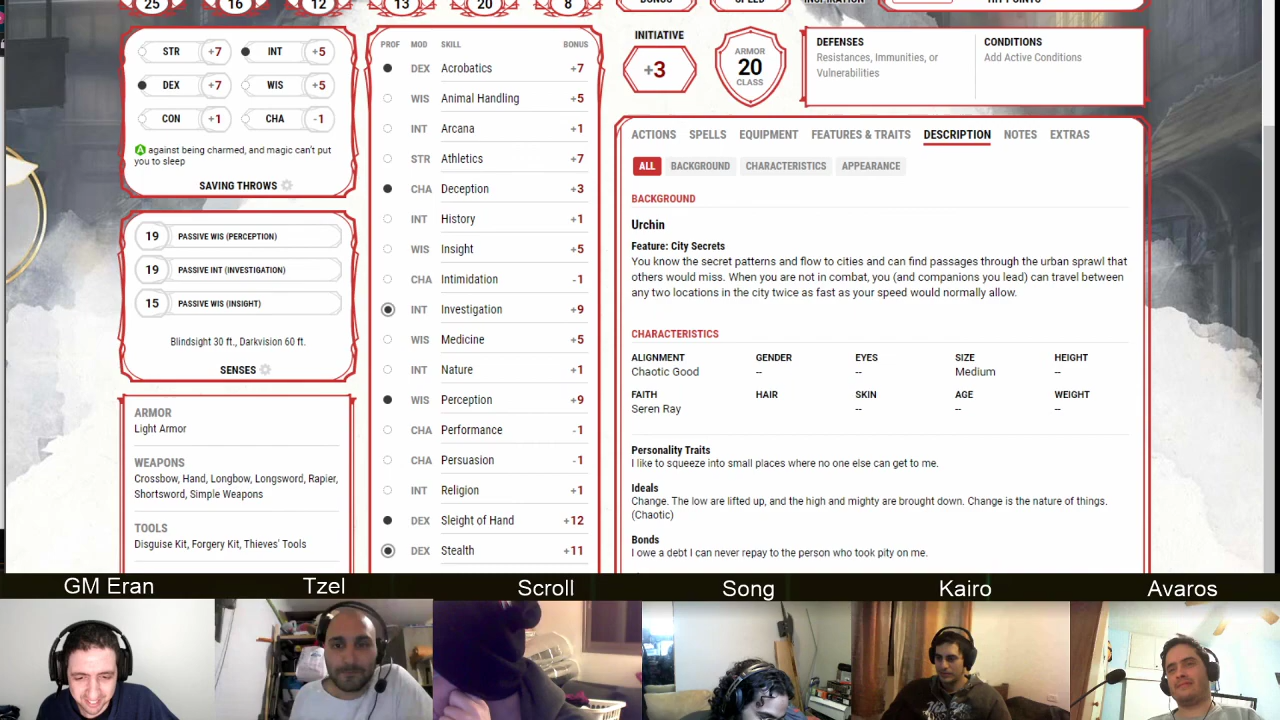 25 16 12 13 20 8
BONUS SPEED INSPIRATION HIT POINTS
STR +7 INT +5
DEX +7 WIS +5
CON +1 CHA -1
A against being charmed, and magic can't put
you to sleep
SAVING THROWS
19 PASSIVE WIS (PERCEPTION)
19 PASSIVE INT (INVESTIGATION)
15 PASSIVE WIS (INSIGHT)
Blindsight 30 ft., Darkvision 60 ft.
SENSES
ARMOR
Light Armor
WEAPONS
Crossbow, Hand, Longbow, Longsword, Rapier,
Shortsword, Simple Weapons
TOOLS
Disguise Kit, Forgery Kit, Thieves' Tools
PROF MOD SKILL BONUS
DEX Acrobatics +7
WIS Animal Handling +5
INT Arcana +1
STR Athletics +7
CHA Deception +3
INT History +1
WIS Insight +5
CHA Intimidation -1
INT Investigation +9
WIS Medicine +5
INT Nature +1
WIS Perception +9
CHA Performance -1
CHA Persuasion -1
INT Religion +1
DEX Sleight of Hand +12
DEX Stealth +11
INITIATIVE
+3
ARMOR
20
CLASS
DEFENSES
Resistances, Immunities, or
Vulnerabilities
CONDITIONS
Add Active Conditions
ACTIONS SPELLS EQUIPMENT FEATURES & TRAITS DESCRIPTION NOTES EXTRAS
ALL BACKGROUND CHARACTERISTICS APPEARANCE
BACKGROUND
Urchin
Feature: City Secrets
You know the secret patterns and flow to cities and can find passages through the urban sprawl that
others would miss. When you are not in combat, you (and companions you lead) can travel between
any two locations in the city twice as fast as your speed would normally allow.
CHARACTERISTICS
ALIGNMENT GENDER EYES SIZE HEIGHT
Chaotic Good -- -- Medium --
FAITH HAIR SKIN AGE WEIGHT
Seren Ray -- -- --
Personality Traits
I like to squeeze into small places where no one else can get to me.
Ideals
Change. The low are lifted up, and the high and mighty are brought down. Change is the nature of things.
(Chaotic)
Bonds
I owe a debt I can never repay to the person who took pity on me.
GM Eran Tzel Scroll Song Kairo Avaros